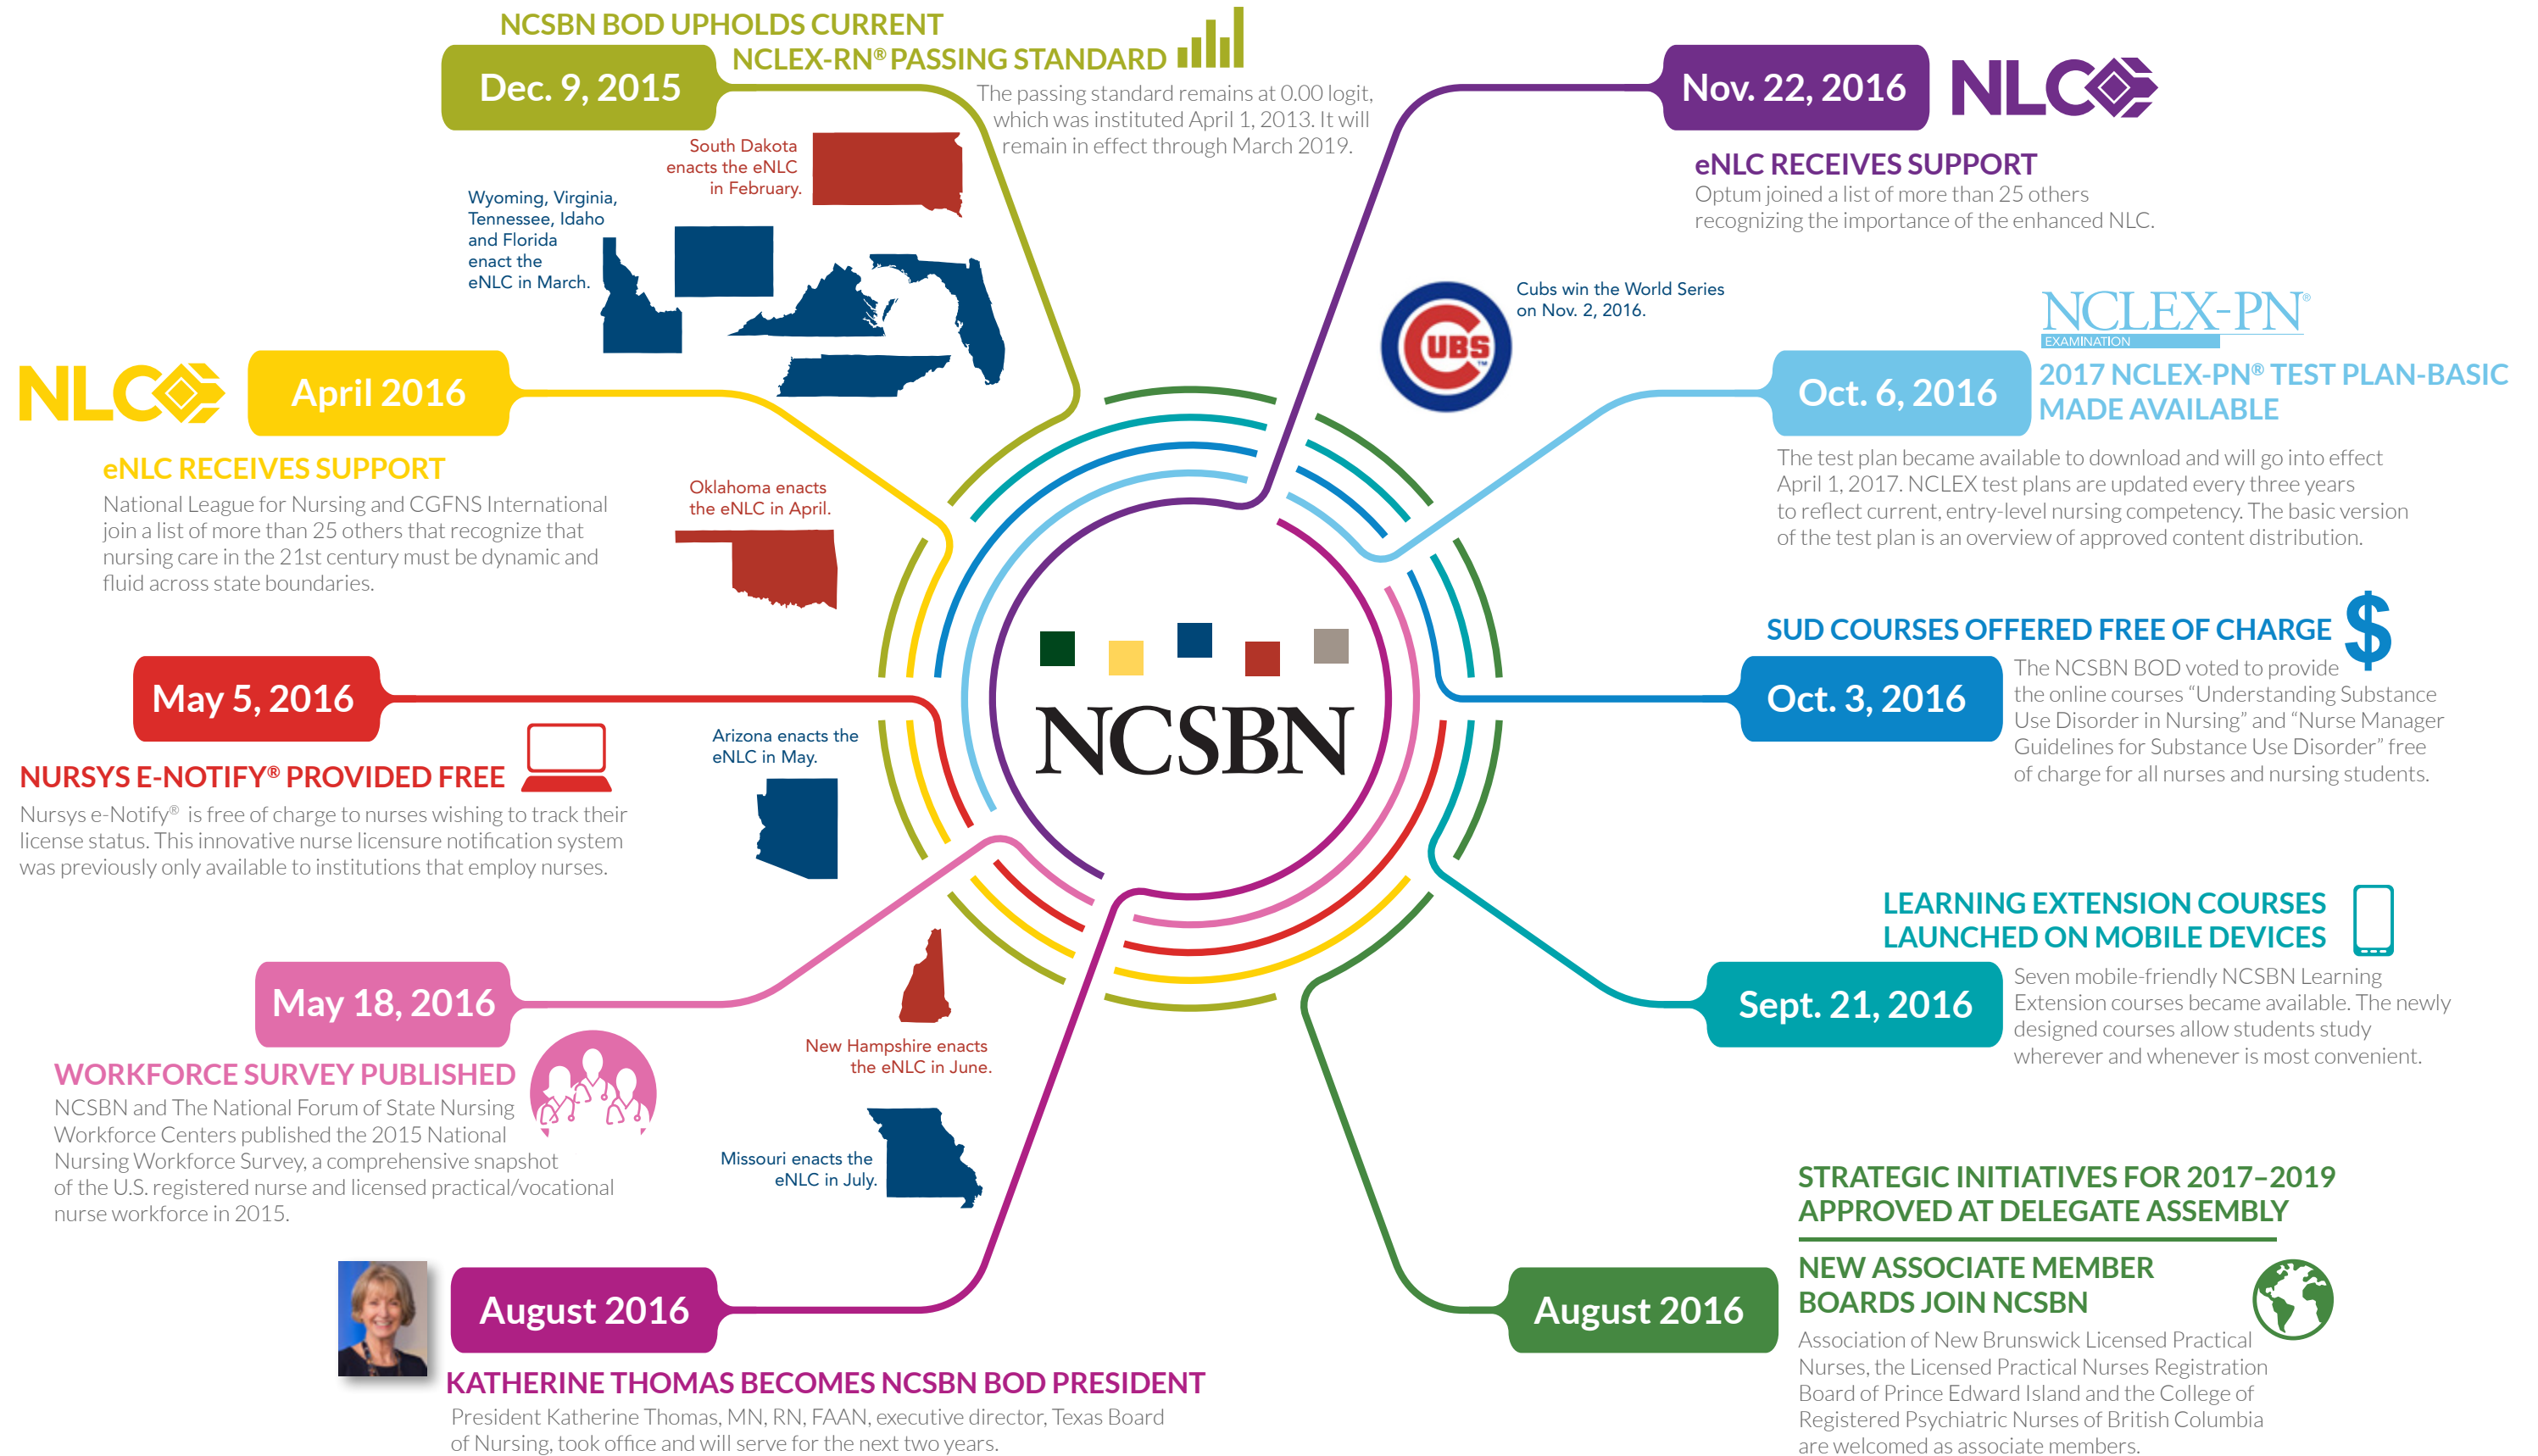 NCSBN BOD UPHOLDS CURRENT
NCLEX-RN® PASSING STANDARD
Dec. 9, 2015
The passing standard remains at 0.00 logit,
which was instituted April 1, 2013. It will
remain in effect through March 2019.
South Dakota
enacts the eNLC
in February.
Wyoming, Virginia,
Tennessee, Idaho
and Florida
enact the
eNLC in March.
NLC
April 2016
eNLC RECEIVES SUPPORT
National League for Nursing and CGFNS International
join a list of more than 25 others that recognize that
nursing care in the 21st century must be dynamic and
fluid across state boundaries.
Oklahoma enacts
the eNLC in April.
May 5, 2016
NURSYS E-NOTIFY® PROVIDED FREE
Nursys e-Notify® is free of charge to nurses wishing to track their
license status. This innovative nurse licensure notification system
was previously only available to institutions that employ nurses.
Arizona enacts the
eNLC in May.
May 18, 2016
WORKFORCE SURVEY PUBLISHED
NCSBN and The National Forum of State Nursing
Workforce Centers published the 2015 National
Nursing Workforce Survey, a comprehensive snapshot
of the U.S. registered nurse and licensed practical/vocational
nurse workforce in 2015.
New Hampshire enacts
the eNLC in June.
Missouri enacts the
eNLC in July.
August 2016
KATHERINE THOMAS BECOMES NCSBN BOD PRESIDENT
President Katherine Thomas, MN, RN, FAAN, executive director, Texas Board
of Nursing, took office and will serve for the next two years.
NCSBN
Nov. 22, 2016
NLC
eNLC RECEIVES SUPPORT
Optum joined a list of more than 25 others
recognizing the importance of the enhanced NLC.
CUBS
TM
Cubs win the World Series
on Nov. 2, 2016.
NCLEX-PN®
EXAMINATION
Oct. 6, 2016
2017 NCLEX-PN® TEST PLAN-BASIC
MADE AVAILABLE
The test plan became available to download and will go into effect
April 1, 2017. NCLEX test plans are updated every three years
to reflect current, entry-level nursing competency. The basic version
of the test plan is an overview of approved content distribution.
SUD COURSES OFFERED FREE OF CHARGE $
Oct. 3, 2016
The NCSBN BOD voted to provide
the online courses “Understanding Substance
Use Disorder in Nursing” and “Nurse Manager
Guidelines for Substance Use Disorder” free
of charge for all nurses and nursing students.
LEARNING EXTENSION COURSES
LAUNCHED ON MOBILE DEVICES
Sept. 21, 2016
Seven mobile-friendly NCSBN Learning
Extension courses became available. The newly
designed courses allow students study
wherever and whenever is most convenient.
STRATEGIC INITIATIVES FOR 2017–2019
APPROVED AT DELEGATE ASSEMBLY
August 2016
NEW ASSOCIATE MEMBER
BOARDS JOIN NCSBN
Association of New Brunswick Licensed Practical
Nurses, the Licensed Practical Nurses Registration
Board of Prince Edward Island and the College of
Registered Psychiatric Nurses of British Columbia
are welcomed as associate members.